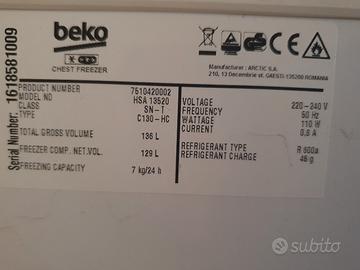 beko
CHEST FREEZER
Manufacturer : ARCTIC S.A.
210, 13 Decembrie st. GAESTI-135200 ROMANIA
Serial Number: 1618581009
PRODUCT NUMBER 7510420002
MODEL NO HSA 13520
CLASS SN-T
TYPE C130-HC
TOTAL GROSS VOLUME 136 L
FREEZER COMP. NET.VOL. 129 L
FREEZING CAPACITY 7 kg/24 h
VOLTAGE 220-240 V
FREQUENCY 50 Hz
WATTAGE 110 W
CURRENT 0,8 A
REFRIGERANT TYPE R 600a
REFRIGERANT CHARGE 46g
subito